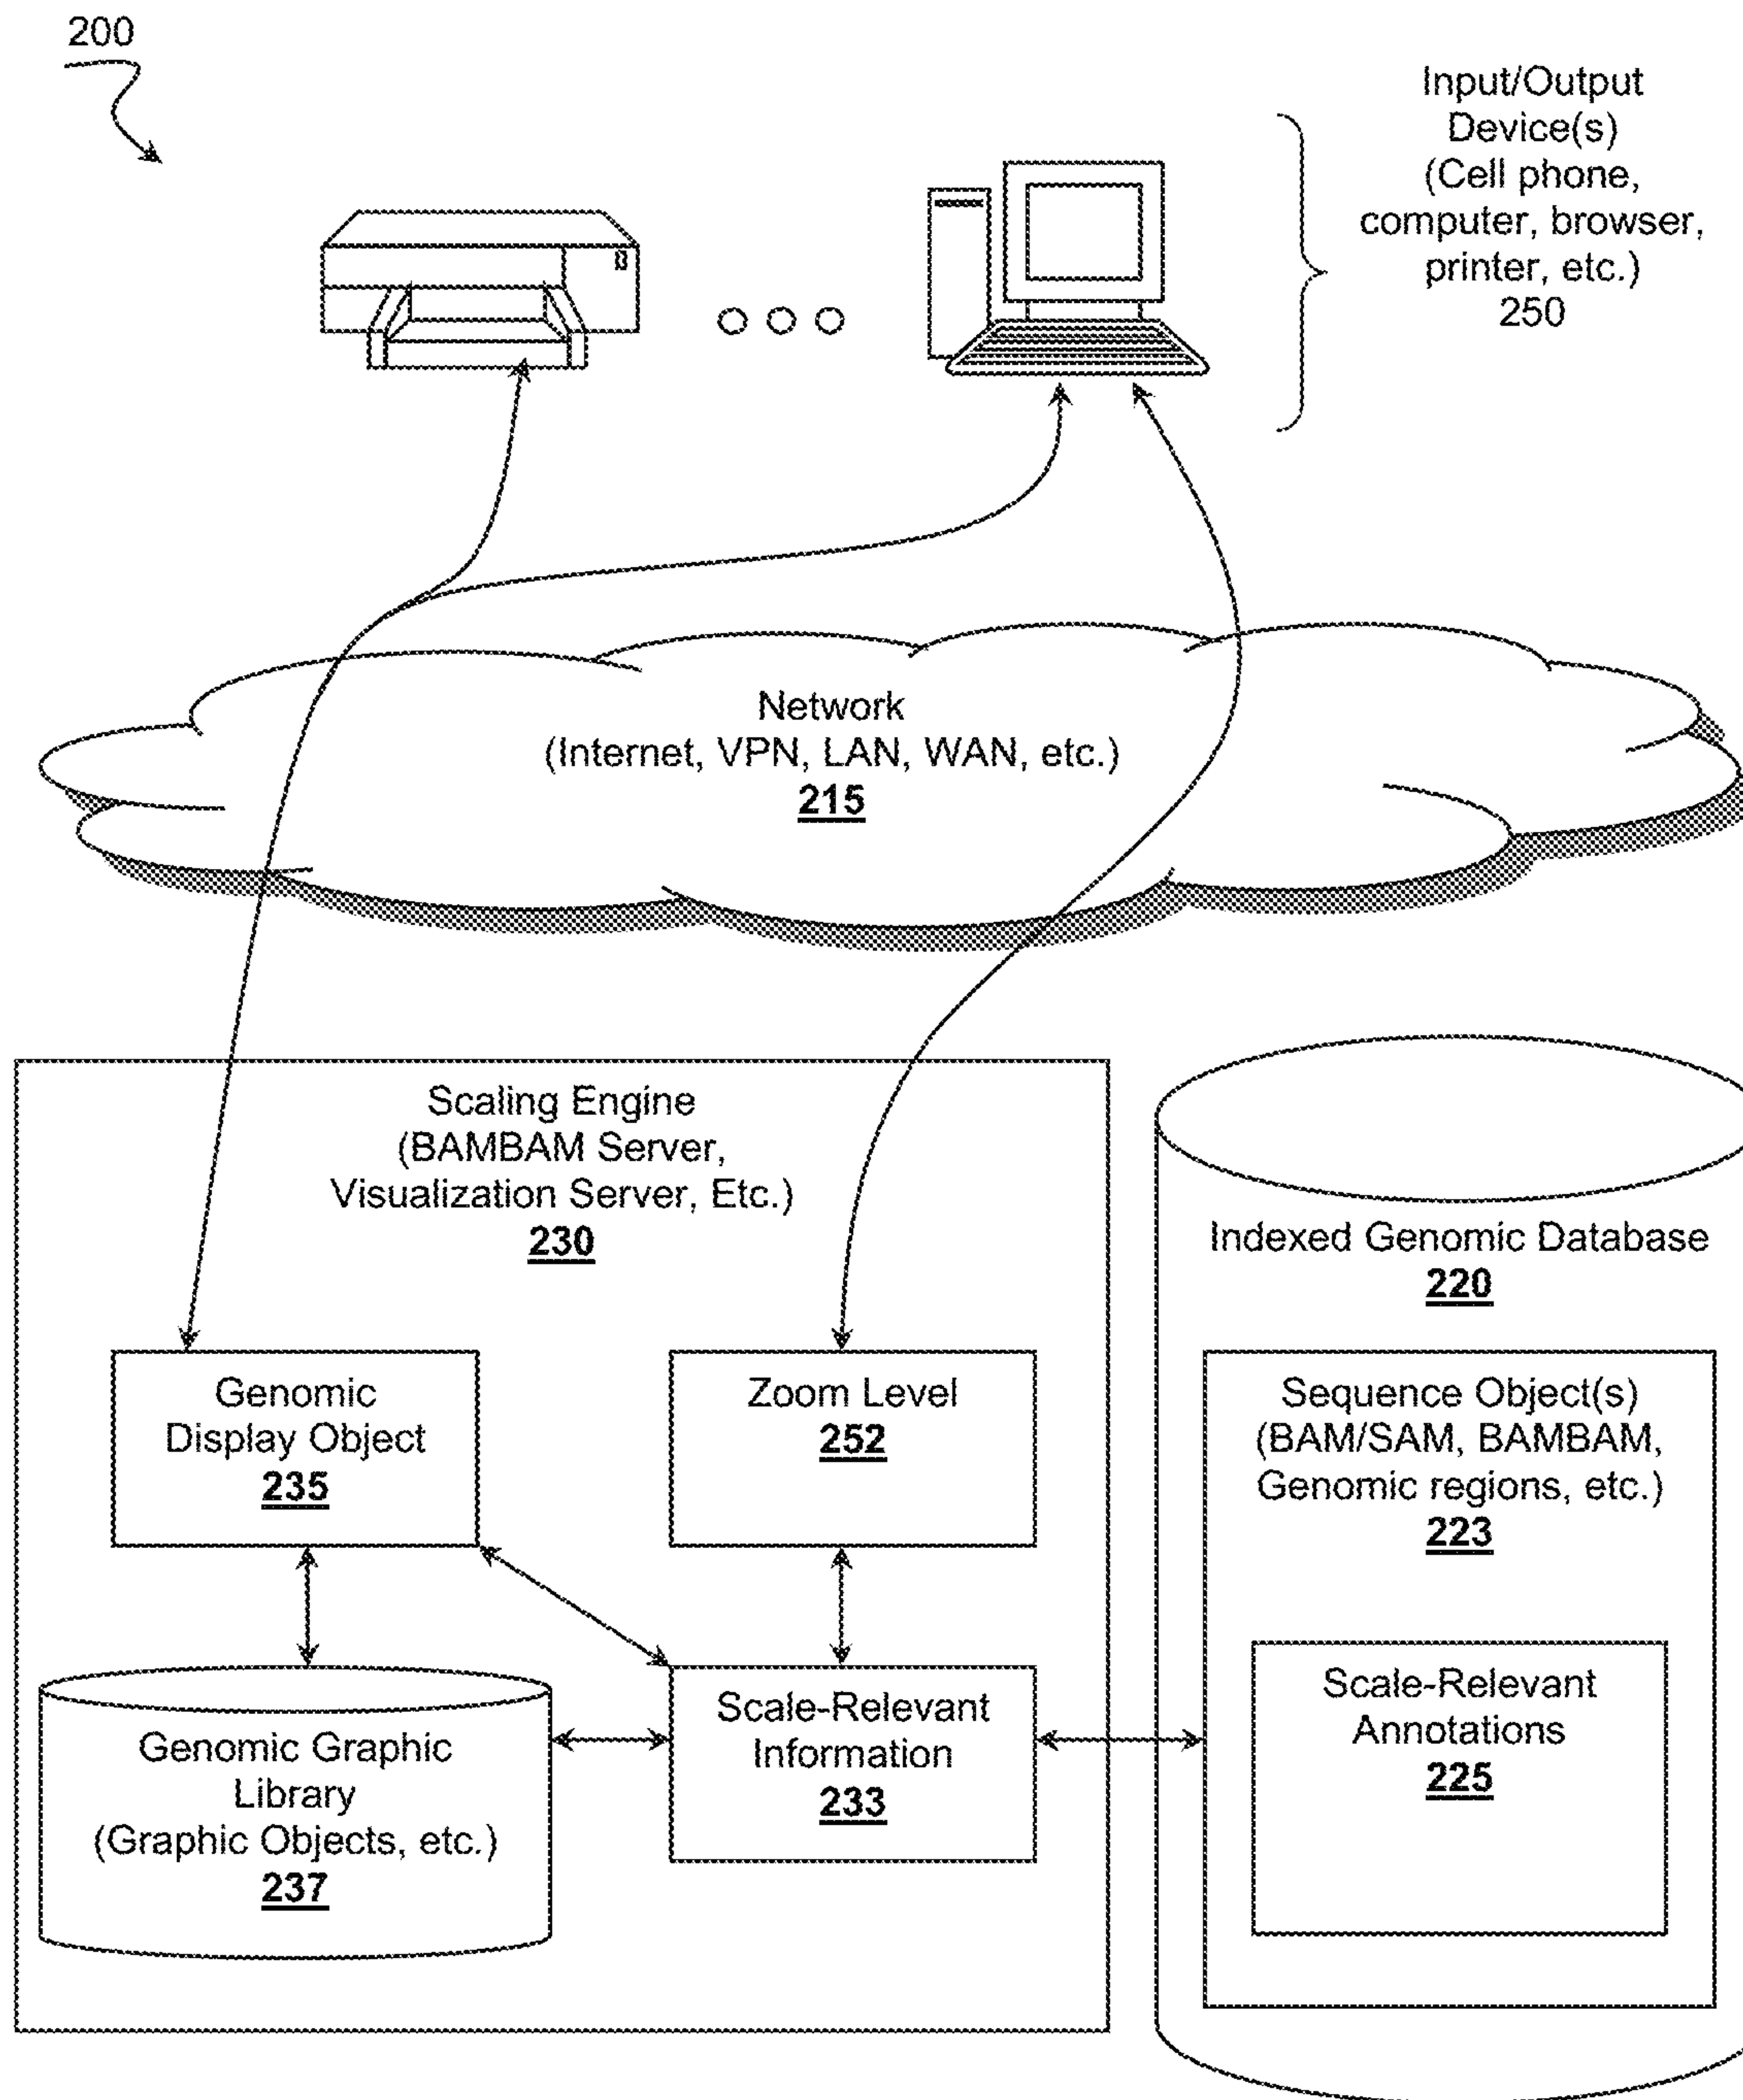 200
Input/Output
Device(s)
(Cell phone,
computer, browser,
printer, etc.)
250
Network
(Internet, VPN, LAN, WAN, etc.)
215
Scaling Engine
(BAMBAM Server,
Visualization Server, Etc.)
230
Indexed Genomic Database
220
Genomic
Display Object
235
Zoom Level
252
Sequence Object(s)
(BAM/SAM, BAMBAM,
Genomic regions, etc.)
223
Genomic Graphic
Library
(Graphic Objects, etc.)
237
Scale-Relevant
Information
233
Scale-Relevant
Annotations
225